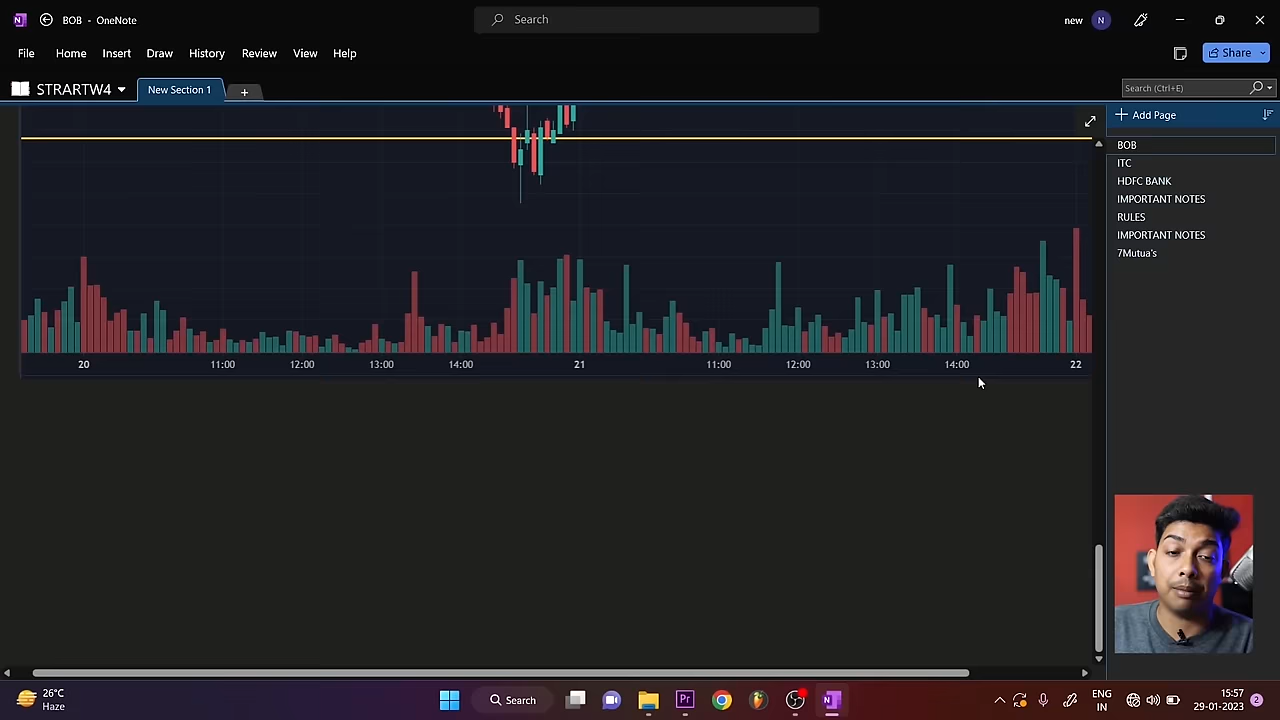 BOB - OneNote
Search
new N
File Home Insert Draw History Review View Help
Share
STRARTW4
New Section 1
+
Search (Ctrl+E)
Add Page
BOB
ITC
HDFC BANK
IMPORTANT NOTES
RULES
IMPORTANT NOTES
7Mutua's
20 11:00 12:00 13:00 14:00 21 11:00 12:00 13:00 14:00 22
26°C
Haze
Search
Pr
N
ENG
IN
15:57
29-01-2023
2